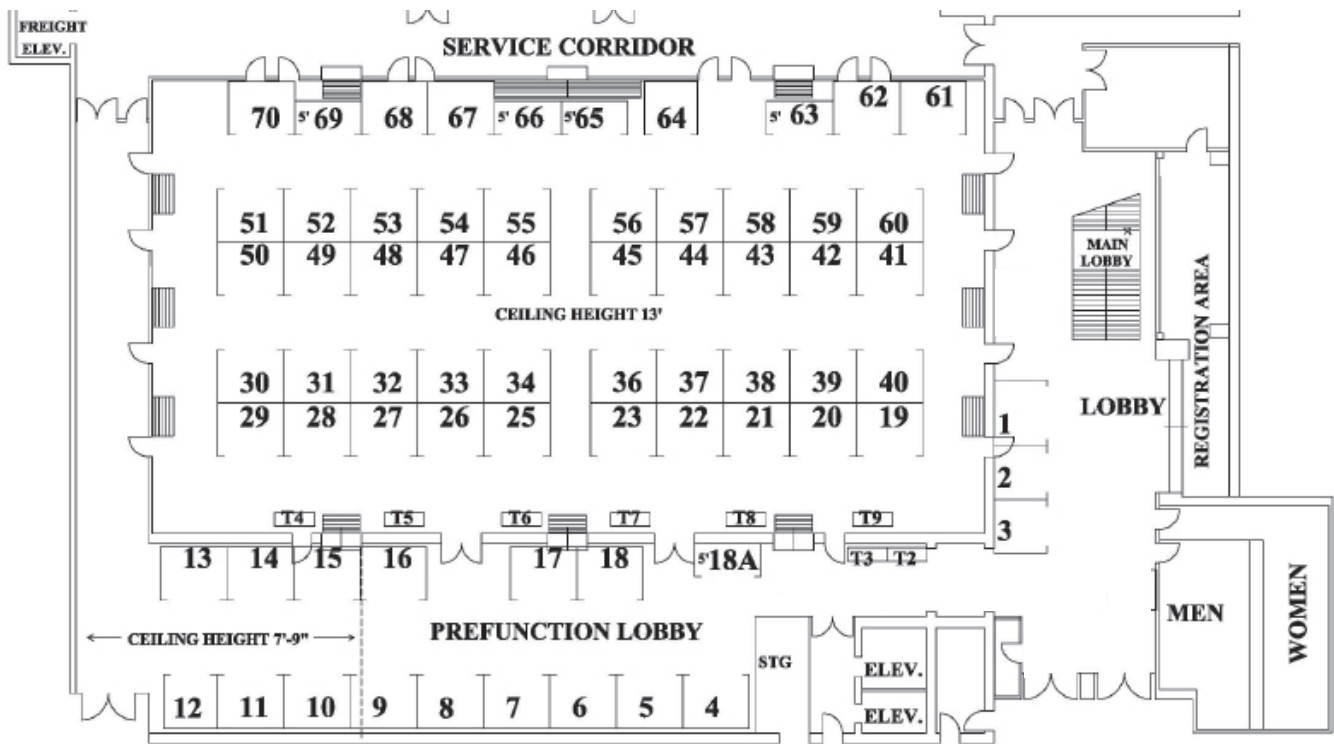 FREIGHT
ELEV.
SERVICE CORRIDOR
70 5' 69 68 67 5' 66 5' 65 64 5' 63 62 61
51 52 53 54 55 56 57 58 59 60
50 49 48 47 46 45 44 43 42 41
MAIN
LOBBY
REGISTRATION AREA
CEILING HEIGHT 13'
30 31 32 33 34 36 37 38 39 40
29 28 27 26 25 23 22 21 20 19
LOBBY
1
2
3
T4 T5 T6 T7 T8 T9
13 14 15 16 17 18 5' 18A T3 T2
CEILING HEIGHT 7'-9"
PREFUNCTION LOBBY
MEN
WOMEN
STG
ELEV.
ELEV.
12 11 10 9 8 7 6 5 4